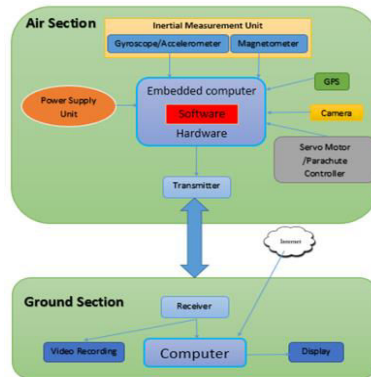 Air Section
Inertial Measurement Unit
Gyroscope/Accelerometer
Magnetometer
Embedded computer
GPS
Power Supply
Unit
Software
Camera
Hardware
Servo Motor
/Parachute
Controller
Transmitter
Internet
Ground Section
Receiver
Video Recording
Computer
Display